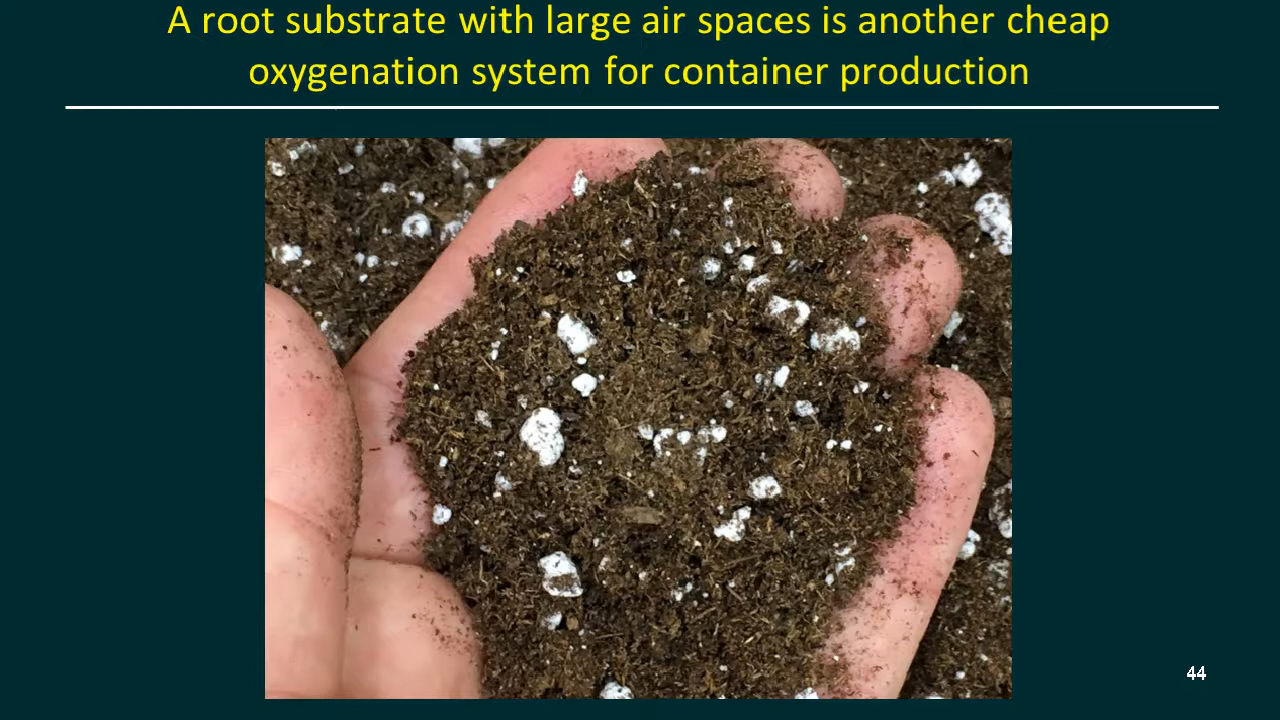 A root substrate with large air spaces is another cheap
oxygenation system for container production
44